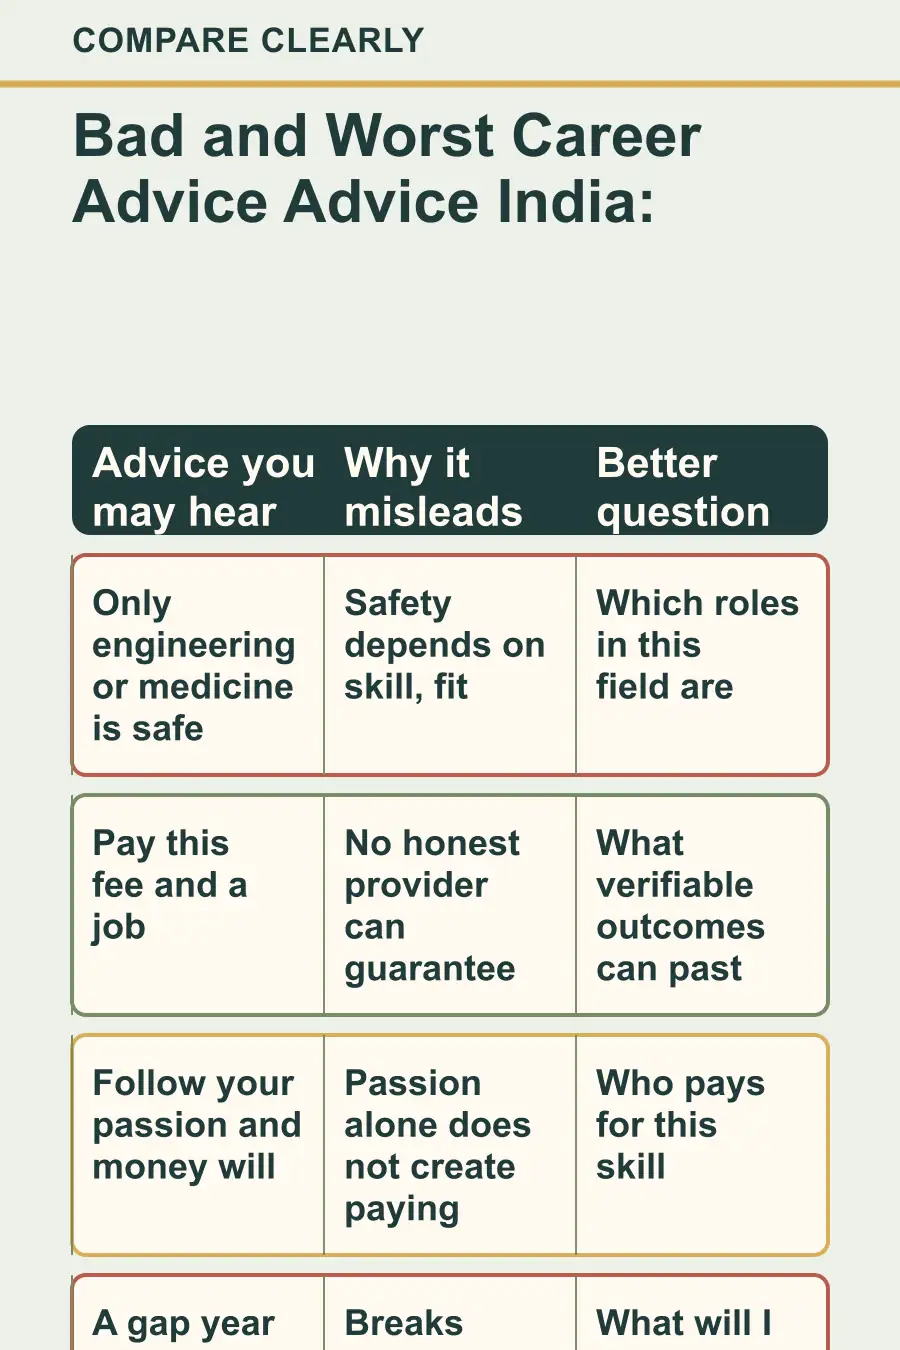 COMPARE CLEARLY
Bad and Worst Career
Advice Advice India:
Advice you
may hear
Why it
misleads
Better
question
Only
engineering
or medicine
is safe
Safety
depends on
skill, fit
Which roles
in this
field are
Pay this
fee and a
job
No honest
provider
can
guarantee
What
verifiable
outcomes
can past
Follow your
passion and
money will
Passion
alone does
not create
paying
Who pays
for this
skill
A gap year
Breaks
What will I